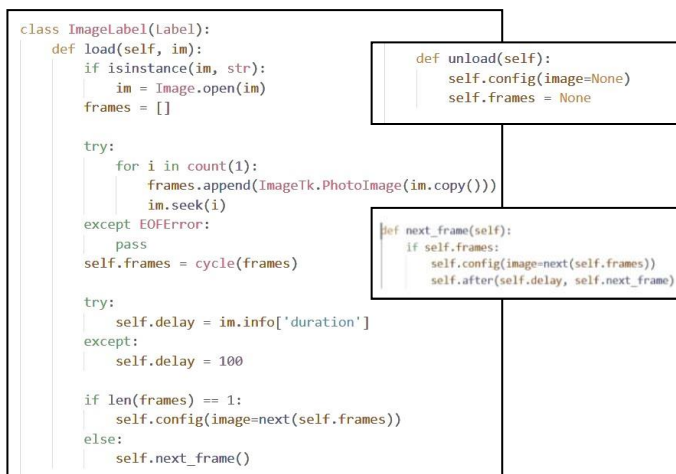 class ImageLabel(Label):
    def load(self, im):
        if isinstance(im, str):
            im = Image.open(im)
        frames = []

        try:
            for i in count(1):
                frames.append(ImageTk.PhotoImage(im.copy()))
                im.seek(i)
        except EOFError:
            pass
        self.frames = cycle(frames)

        try:
            self.delay = im.info['duration']
        except:
            self.delay = 100

        if len(frames) == 1:
            self.config(image=next(self.frames))
        else:
            self.next_frame()

def unload(self):
    self.config(image=None)
    self.frames = None

def next_frame(self):
    if self.frames:
        self.config(image=next(self.frames))
        self.after(self.delay, self.next_frame)